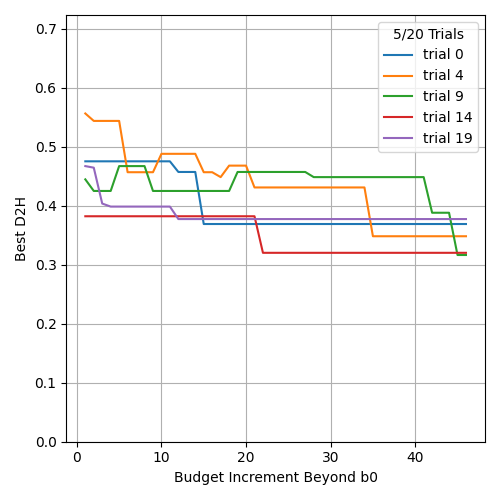 5/20 Trials
trial 0
trial 4
trial 9
trial 14
trial 19
0.7
0.6
0.5
0.4
0.3
0.2
0.1
0.0
Best D2H
0 10 20 30 40
Budget Increment Beyond b0